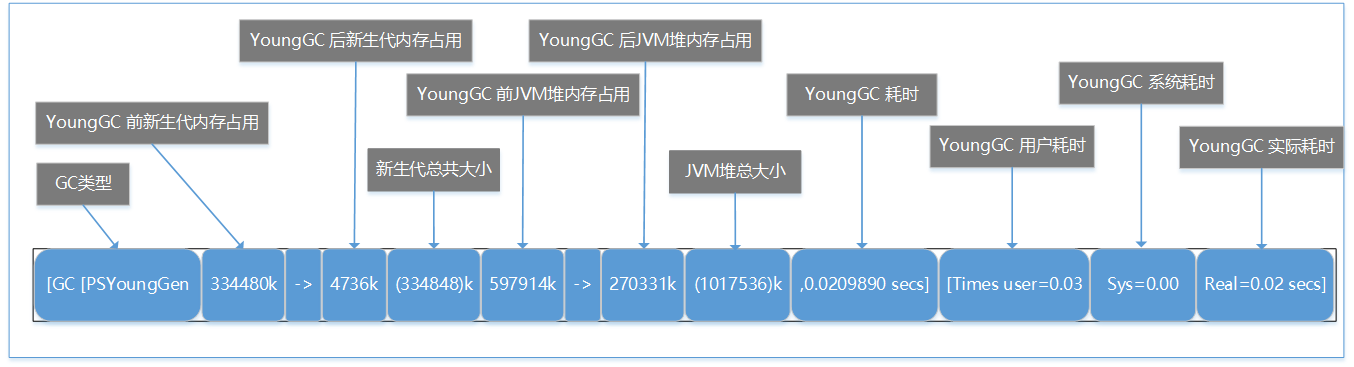 YoungGC 后新生代内存占用
YoungGC 后JVM堆内存占用
YoungGC 系统耗时
YoungGC 前JVM堆内存占用
YoungGC 耗时
YoungGC 前新生代内存占用
YoungGC 用户耗时
YoungGC 实际耗时
新生代总共大小
JVM堆总大小
GC类型
[GC [PSYoungGen 334480k -> 4736k (334848)k 597914k -> 270331k (1017536)k ,0.0209890 secs] [Times user=0.03 Sys=0.00 Real=0.02 secs]